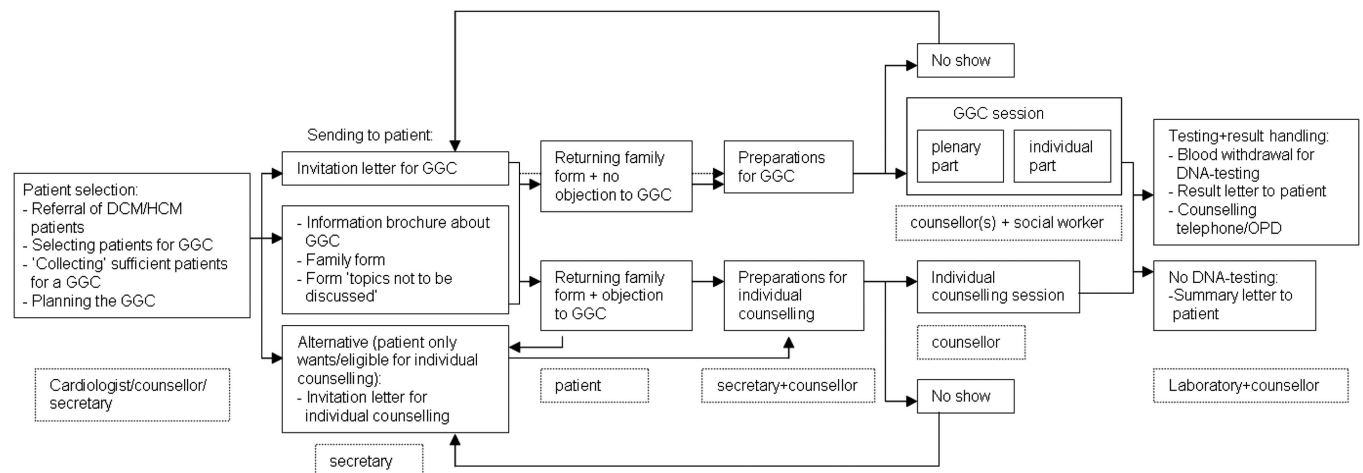 Patient selection:
- Referral of DCM/HCM
patients
- Selecting patients for GGC
- 'Collecting' sufficient patients
for a GGC
- Planning the GGC
Cardiologist/counsellor/
secretary
Sending to patient:
Invitation letter for GGC
- Information brochure about
GGC
- Family form
- Form 'topics not to be
discussed'
Alternative (patient only
wants/eligible for individual
counselling):
- Invitation letter for
individual counselling
secretary
Returning family
form + no
objection to GGC
Returning family
form + objection
to GGC
patient
Preparations
for GGC
Preparations for
individual
counselling
secretary+counsellor
No show
GGC session
plenary
part
individual
part
counsellor(s) + social worker
Individual
counselling session
counsellor
No show
Testing+result handling:
- Blood withdrawal for
DNA-testing
- Result letter to patient
- Counselling
telephone/OPD
No DNA-testing:
-Summary letter to
patient
Laboratory+counsellor